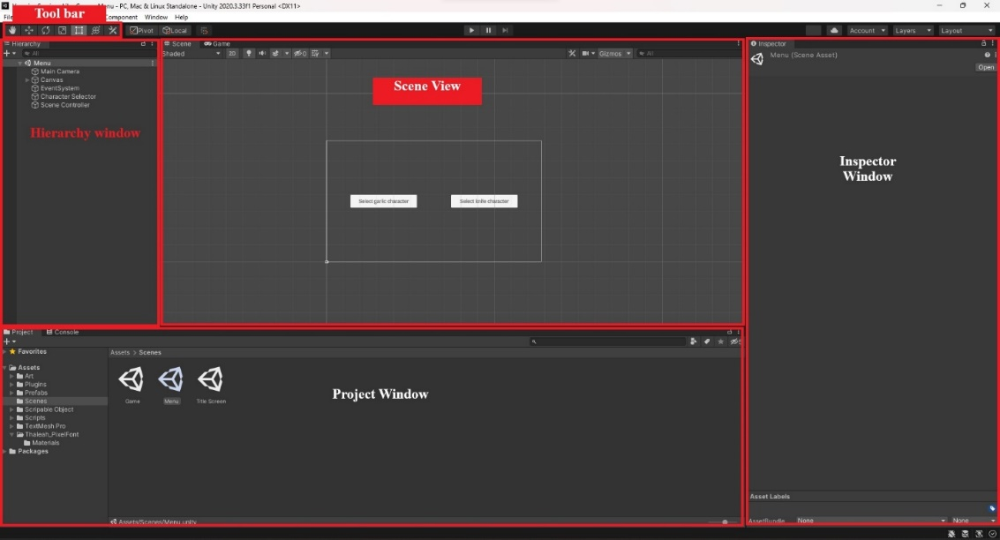 Menu - PC, Mac & Linux Standalone - Unity 2020.3.33f1 Personal <DX11>
Tool bar
Component Window Help
Pivot Local
Account Layers Layout
Hierarchy
All
Menu
Main Camera
Canvas
EventSystem
Character Selector
Scene Controller
Hierarchy window
Scene Game
Shaded 2D 0 Gizmos All
Scene View
Select garlic character Select knife character
Inspector
Menu (Scene Asset)
Open
Inspector
Window
Project Console
Favorites
Assets
Art
Plugins
Prefabs
Scenes
Scripable Object
Scripts
TextMesh Pro
Thaleah_PixelFont
Materials
Packages
Assets > Scenes
Game Menu Title Screen
Project Window
Assets/Scenes/Menu.unity
Asset Labels
AssetBundle None None